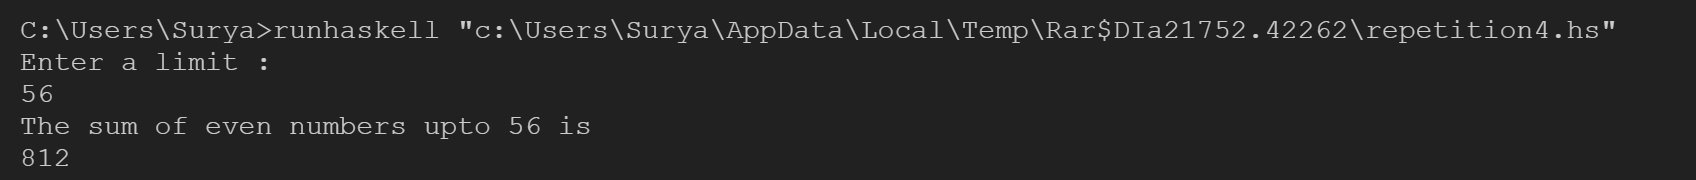 C:\Users\Surya>runhaskell "c:\Users\Surya\AppData\Local\Temp\Rar$DIa21752.42262\repetition4.hs"
Enter a limit :
56
The sum of even numbers upto 56 is
812